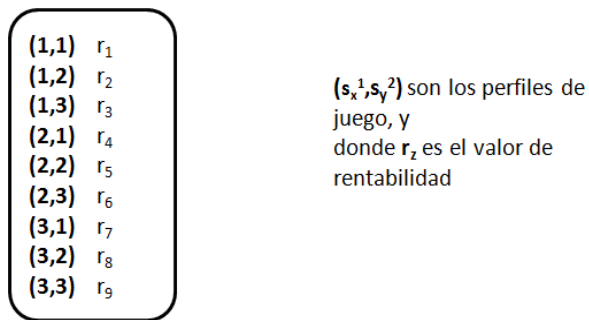 (1,1) r₁
(1,2) r₂
(1,3) r₃
(2,1) r₄
(2,2) r₅
(2,3) r₆
(3,1) r₇
(3,2) r₈
(3,3) r₉
(sₓ¹,sᵧ²) son los perfiles de
juego, y
donde r_z es el valor de
rentabilidad